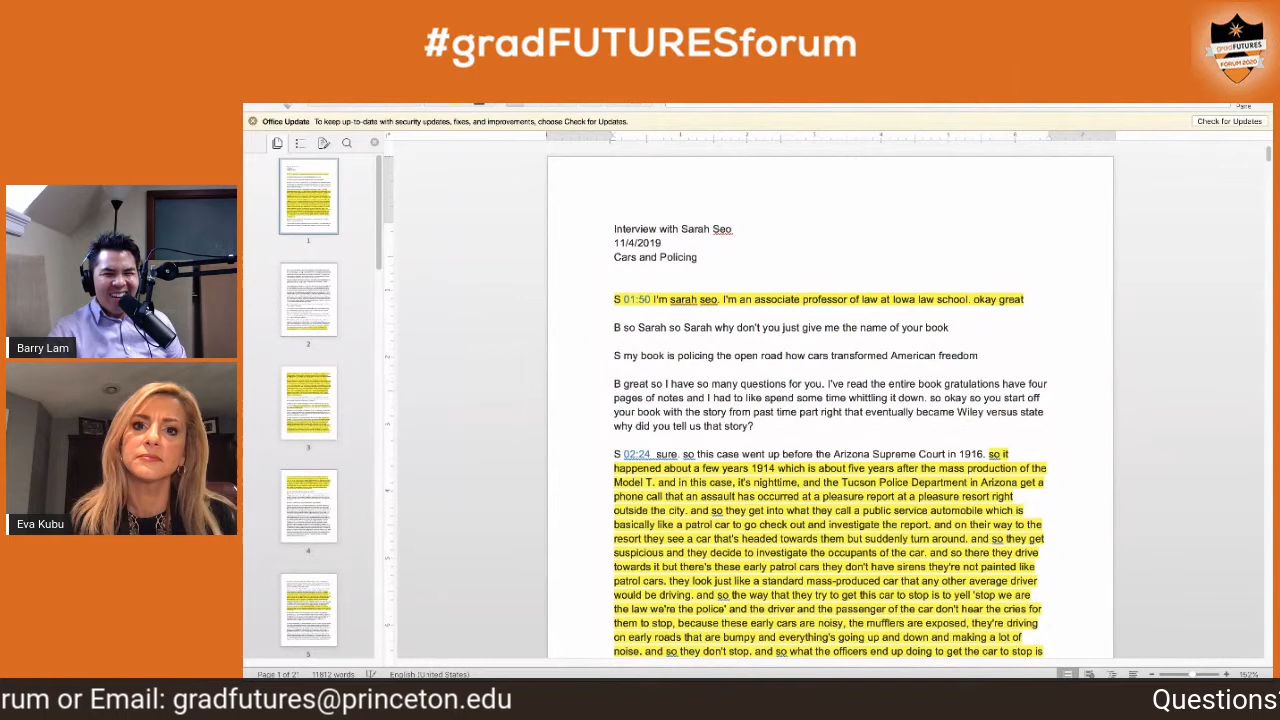 #gradFUTURESforum
gradFUTURES
FORUM 2020
Pane
Office Update To keep up-to-date with security updates, fixes, and improvements, choose Check for Updates.
Check for Updates
1
2
3
4
5
Interview with Sarah Seo
11/4/2019
Cars and Policing
S 01:50 I'm sarah seo. I'm an associate professor of law at Iowa law school. okay great
B so Sarah so Sarah why don't you just give me the name of your book
S my book is policing the open road how cars transformed American freedom
B great so I have so many questions for you. I've read the entire book gratulations have four
pages of notes and I had to like spend some time whittling it down. so okay so you start off
your book with the story from past time part right that eventually became Wiley versus state
why did you tell us that story?
S 02:24 sure. so this case went up before the Arizona Supreme Court in 1916. so it
happened about a few years 1914 which is about five years after the mass production of the
Model T. and in this case, it's nighttime, and the Tucson Police Department in Arizona get a
phone call that an assault has occurred at a pleasure report at a pleasure resort right
outside the city. and so they get into what they call a public service automobile which is
basically like a patrol car to go check out and investigate the report. and on their way to the
resort they see a car that's headed towards them but suddenly turn around. and so they get
suspicious and they decide to investigate the occupants of the car. and so there they drive
towards it but there's these early patrol cars they don't have sirens they're not painted like
patrol cars. they look just like a standard mass-produced car that any other average driver
would be driving. and so the way that they try to get this car to stop is to yell 'stop we are
the law we're the police' and the driver and the passenger of the car don't hear the cries for
them to stop, because these early cars are noisy, the mufflers are exposed, they're driving
on early roads that are bumpy and everything's going up and down and making a lot of
noise. and so they don't stop. and so what the officers end up doing to get the car to stop is
Barry Lam
Page 1 of 21 11812 words English (United States)
152%
rum or Email: gradfutures@princeton.edu
Questions